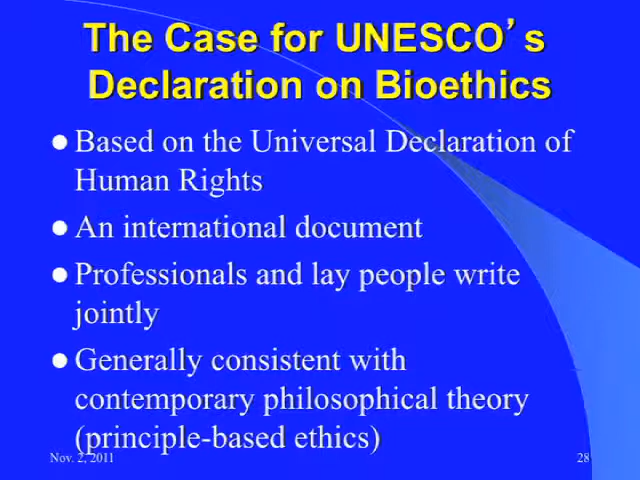 The Case for UNESCO’s
Declaration on Bioethics
● Based on the Universal Declaration of
Human Rights
● An international document
● Professionals and lay people write
jointly
● Generally consistent with
contemporary philosophical theory
(principle-based ethics)
Nov. 2, 2011
28